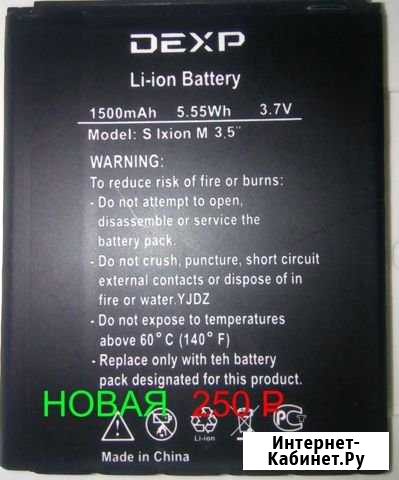 DEXP
Li-ion Battery
1500mAh 5.55Wh 3.7V
Model: S Ixion M 3,5"
WARNING:
To reduce risk of fire or burns:
- Do not attempt to open,
disassemble or service the
battery pack.
- Do not crush, puncture, short circuit
external contacts or dispose of in
fire or water.YJDZ
- Do not expose to temperatures
above 60°C (140°F)
- Replace only with teh battery
pack designated for this product.
НОВАЯ 250 Р
Li-ion
Made in China
Интернет-
Кабинет.Ру